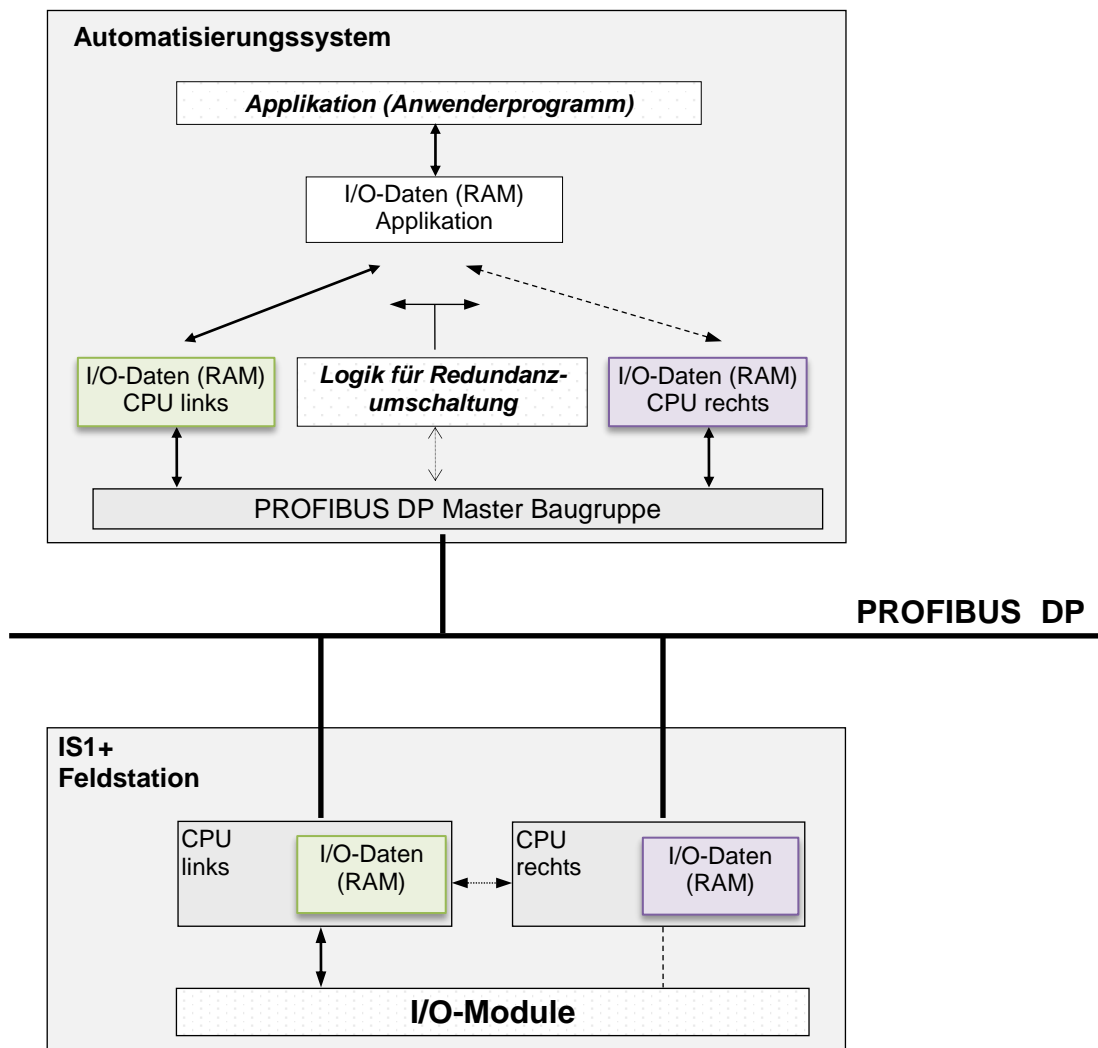 Automatisierungssystem
Applikation (Anwenderprogramm)
I/O-Daten (RAM)
Applikation
I/O-Daten (RAM)
CPU links
Logik für Redundanz-
umschaltung
I/O-Daten (RAM)
CPU rechts
PROFIBUS DP Master Baugruppe
PROFIBUS DP
IS1+
Feldstation
CPU
links
I/O-Daten
(RAM)
CPU
rechts
I/O-Daten
(RAM)
I/O-Module